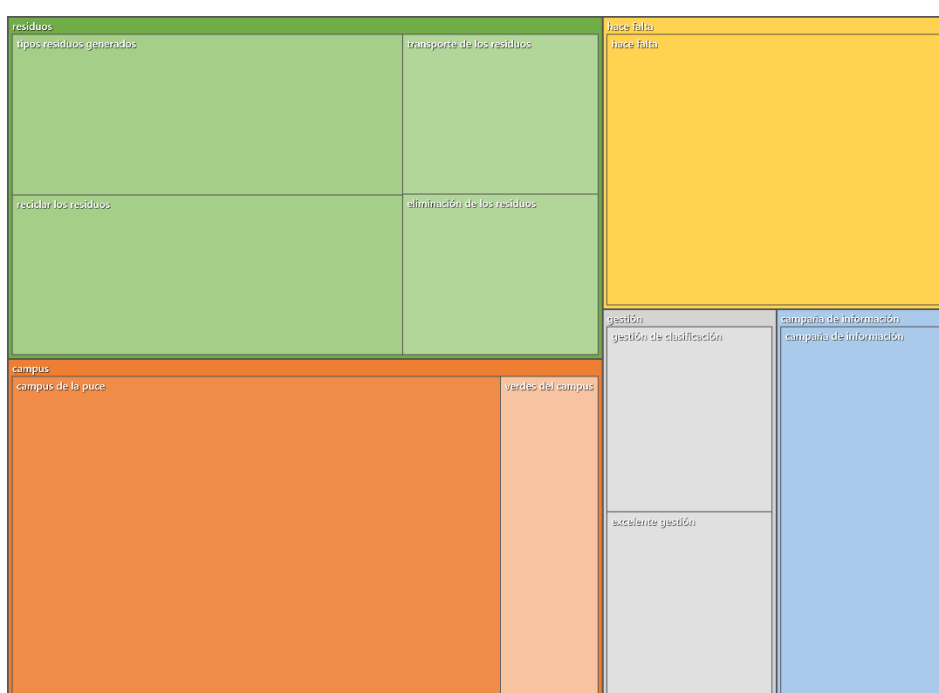 residuos
tipos residuos generados
transporte de los residuos
reciclar los residuos
eliminación de los residuos
campus
campus de la puce
verdes del campus
hace falta
hace falta
gestión
gestión de clasificación
excelente gestión
campaña de información
campaña de información